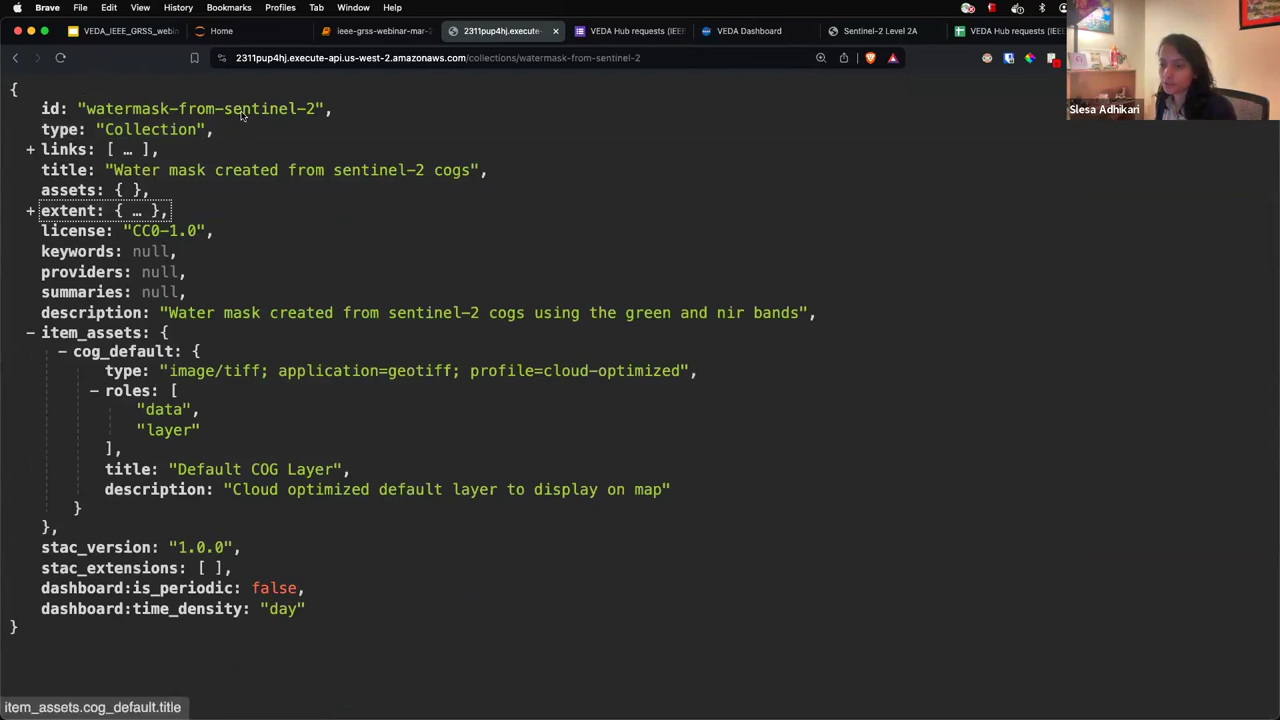 Brave File Edit View History Bookmarks Profiles Tab Window Help
VEDA_IEEE_GRSS_webin
Home
ieee-grss-webinar-mar-2
2311pup4hj.execute-
VEDA Hub requests (IEEE
VEDA Dashboard
Sentinel-2 Level 2A
VEDA Hub requests (IEEE
2311pup4hj.execute-api.us-west-2.amazonaws.com/collections/watermask-from-sentinel-2
Slesa Adhikari
{
id: "watermask-from-sentinel-2",
type: "Collection",
+ links: [ … ],
title: "Water mask created from sentinel-2 cogs",
assets: { },
+ extent: { … },
license: "CC0-1.0",
keywords: null,
providers: null,
summaries: null,
description: "Water mask created from sentinel-2 cogs using the green and nir bands",
− item_assets: {
− cog_default: {
type: "image/tiff; application=geotiff; profile=cloud-optimized",
− roles: [
"data",
"layer"
],
title: "Default COG Layer",
description: "Cloud optimized default layer to display on map"
}
},
stac_version: "1.0.0",
stac_extensions: [ ],
dashboard:is_periodic: false,
dashboard:time_density: "day"
}
item_assets.cog_default.title